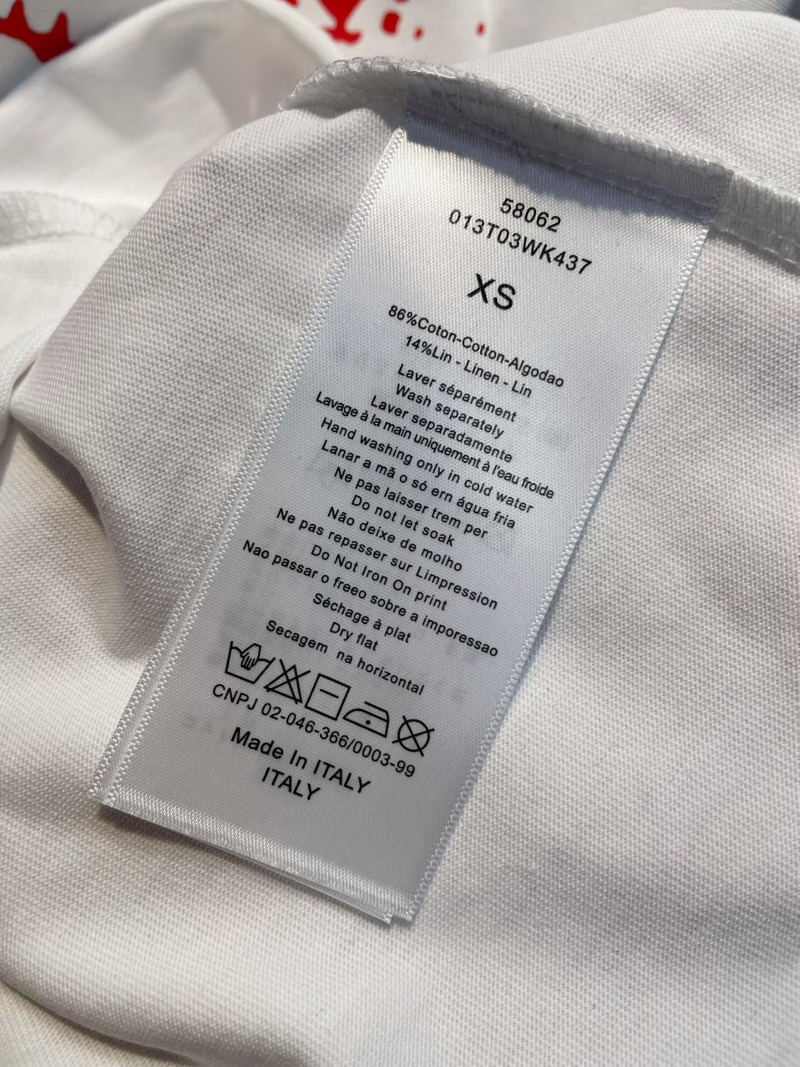 58062
013T03WK437
XS
86%Coton-Cotton-Algodao
14%Lin - Linen - Lin
Laver séparément
Wash separately
Laver separadamente
Lavage à la main uniquement à l'eau froide
Hand washing only in cold water
Lanar a mã o só ern água fria
Ne pas laisser trem per
Do not let soak
Não deixe de molho
Ne pas repasser sur Limpression
Do Not Iron On print
Nao passar o freeo sobre a imporessao
Séchage à plat
Dry flat
Secagem na horizontal
CNPJ 02-046-366/0003-99
Made In ITALY
ITALY